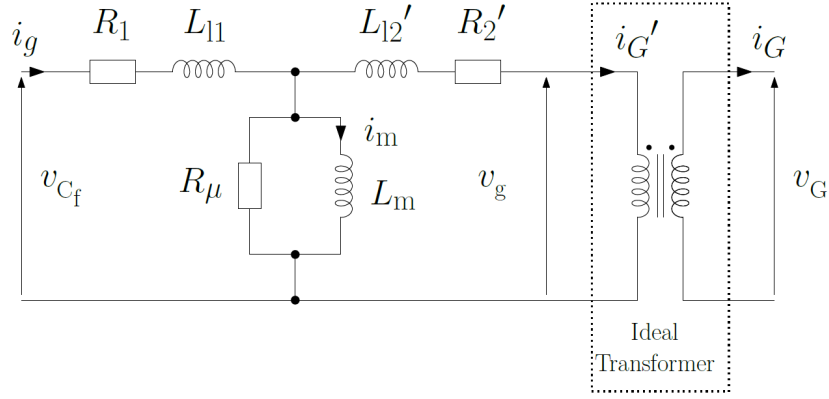 i_g R_1 L_l1 L_l2′ R_2′ i_G′ i_G
v_Cf R_μ i_m L_m v_g v_G
Ideal
Transformer